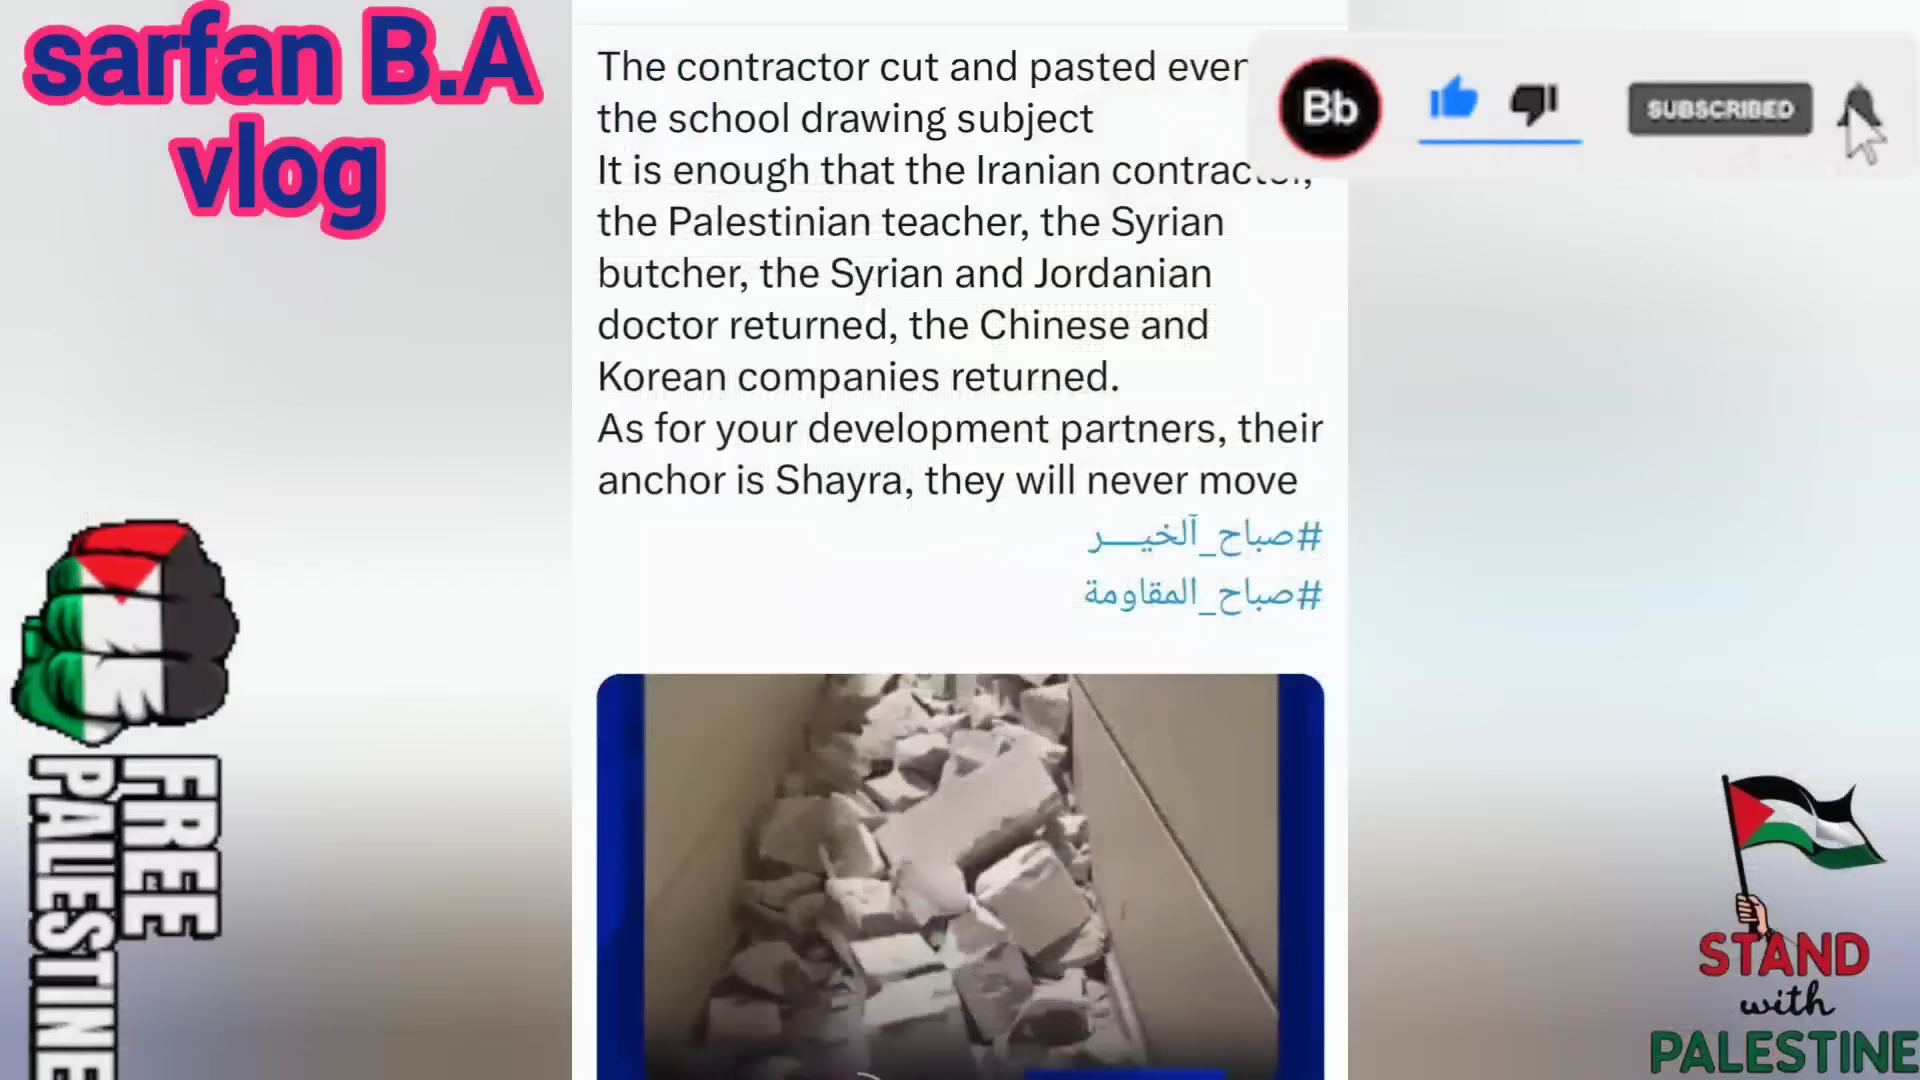 sarfan B.A
vlog
The contractor cut and pasted even
the school drawing subject
It is enough that the Iranian contractor,
the Palestinian teacher, the Syrian
butcher, the Syrian and Jordanian
doctor returned, the Chinese and
Korean companies returned.
As for your development partners, their
anchor is Shayra, they will never move
#صباح_آلخيـــر
#صباح_المقاومة
Bb
SUBSCRIBED
FREE
PALESTINE
STAND
with
PALESTINE